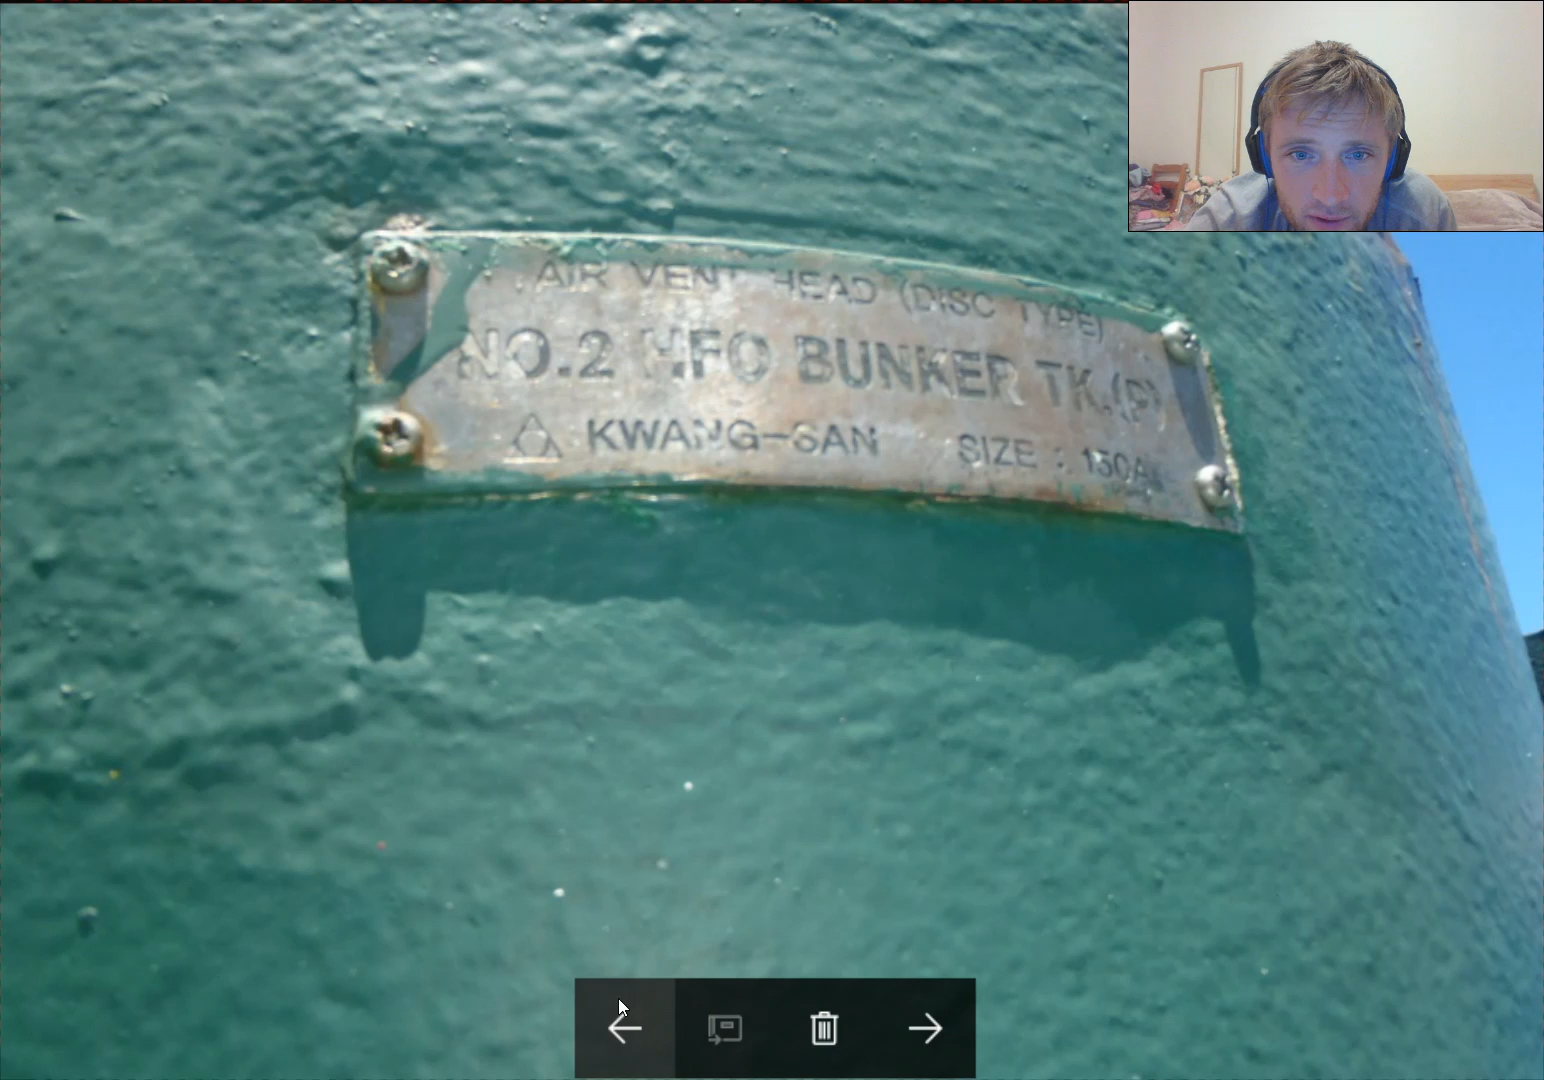 AIR VENT HEAD (DISC TYPE)
NO.2 HFO BUNKER TK.(P)
KWANG-SAN SIZE : 150A